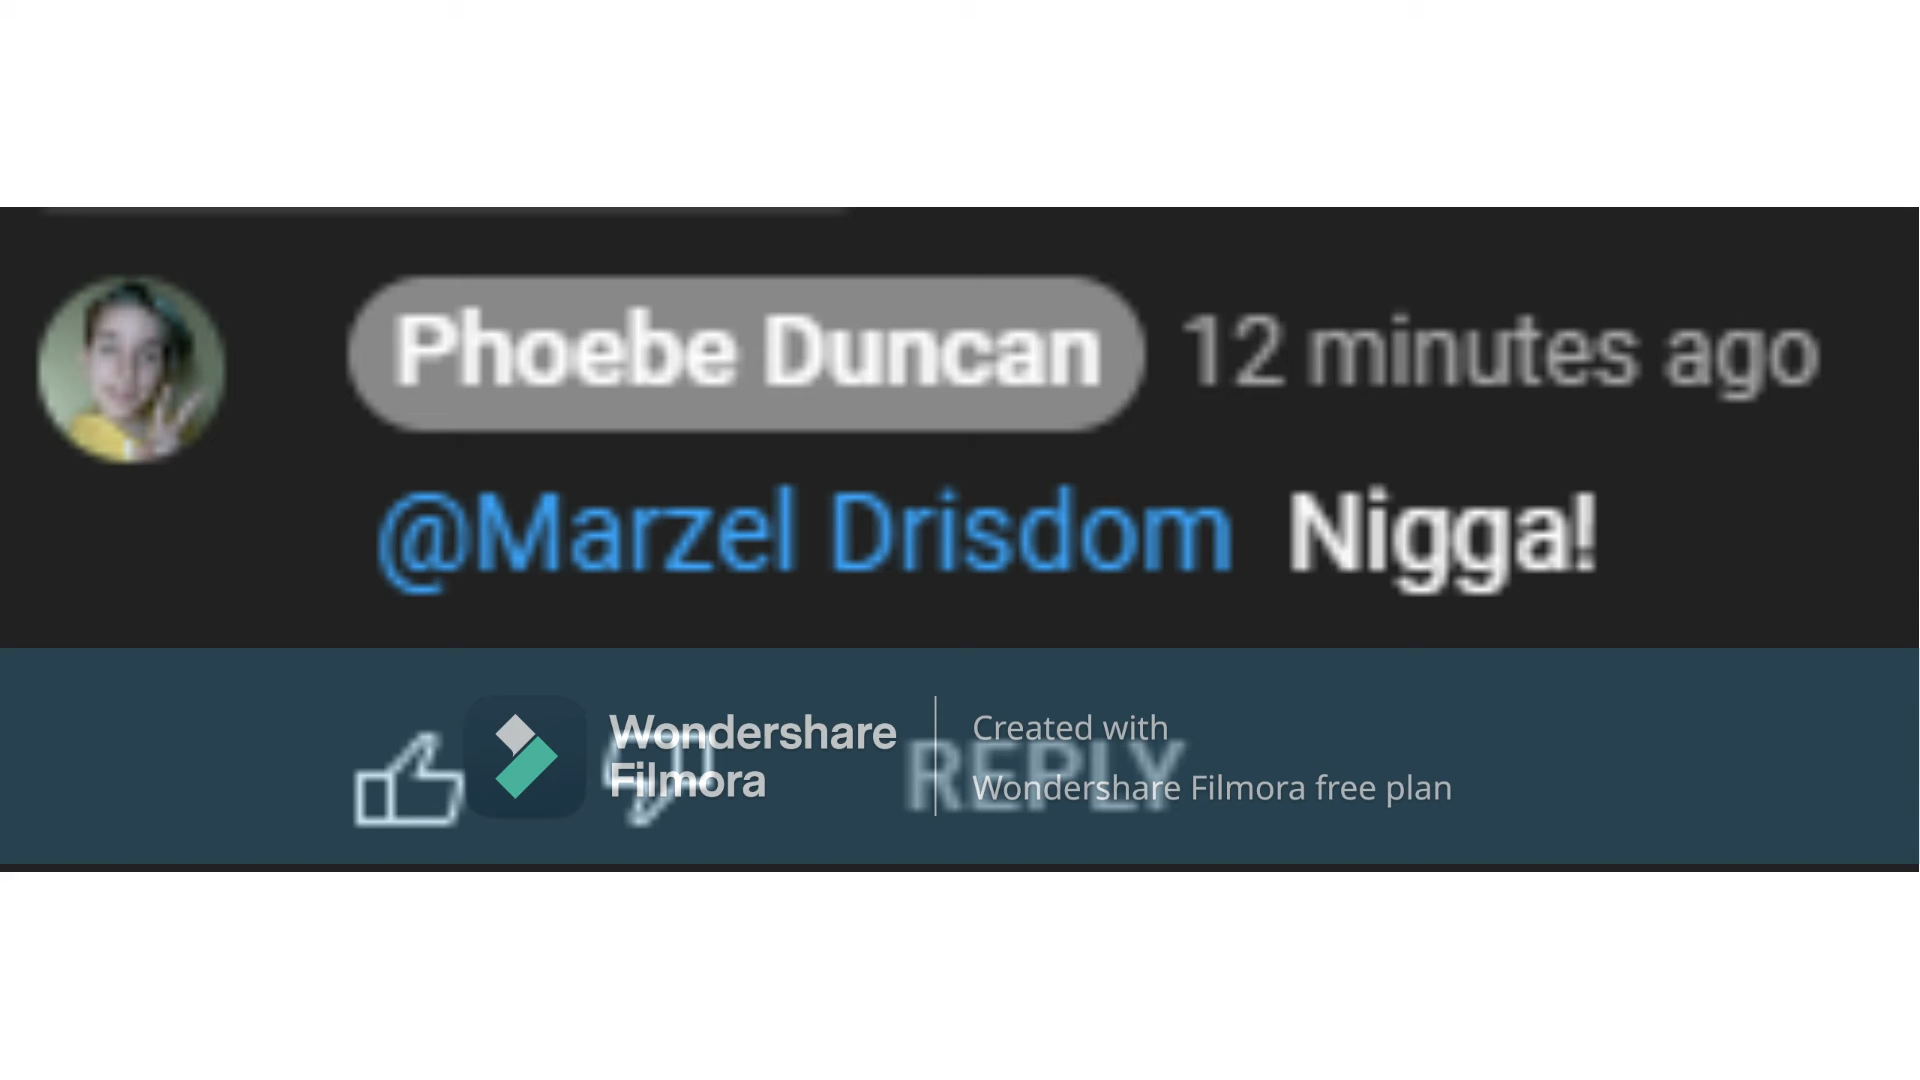 Phoebe Duncan 12 minutes ago
@Marzel Drisdom Nigga!
Wondershare
Filmora
Created with
Wondershare Filmora free plan
REPLY